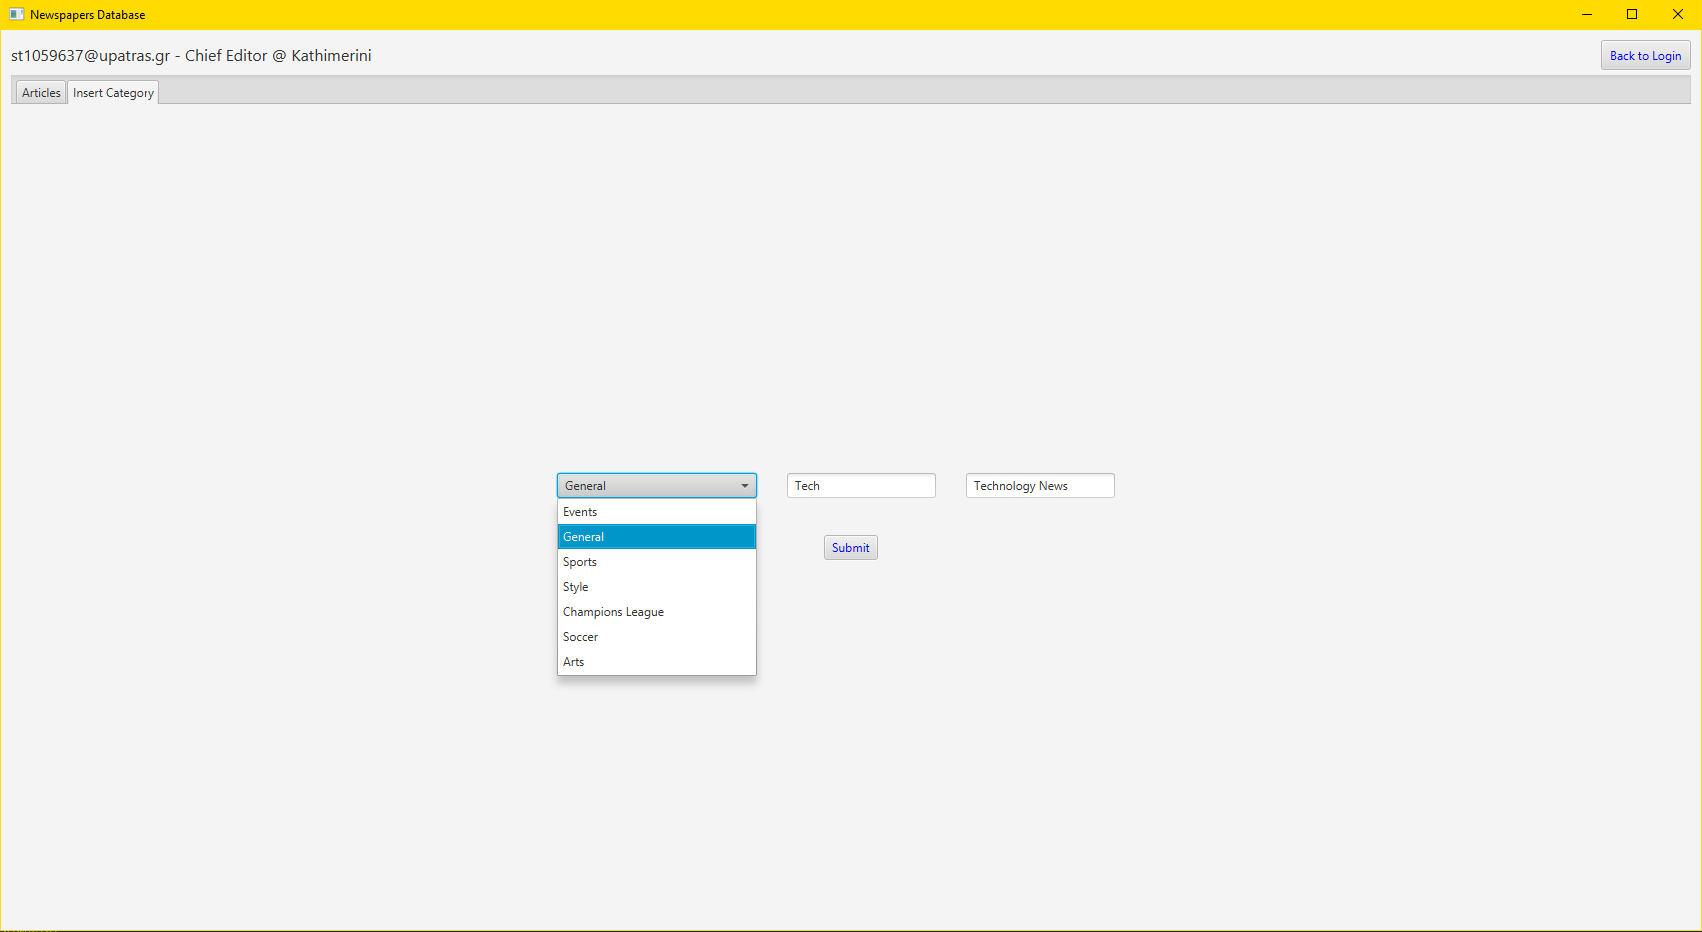 Newspapers Database
st1059637@upatras.gr - Chief Editor @ Kathimerini
Back to Login
Articles
Insert Category
General
Tech
Technology News
Events
General
Sports
Style
Champions League
Soccer
Arts
Submit